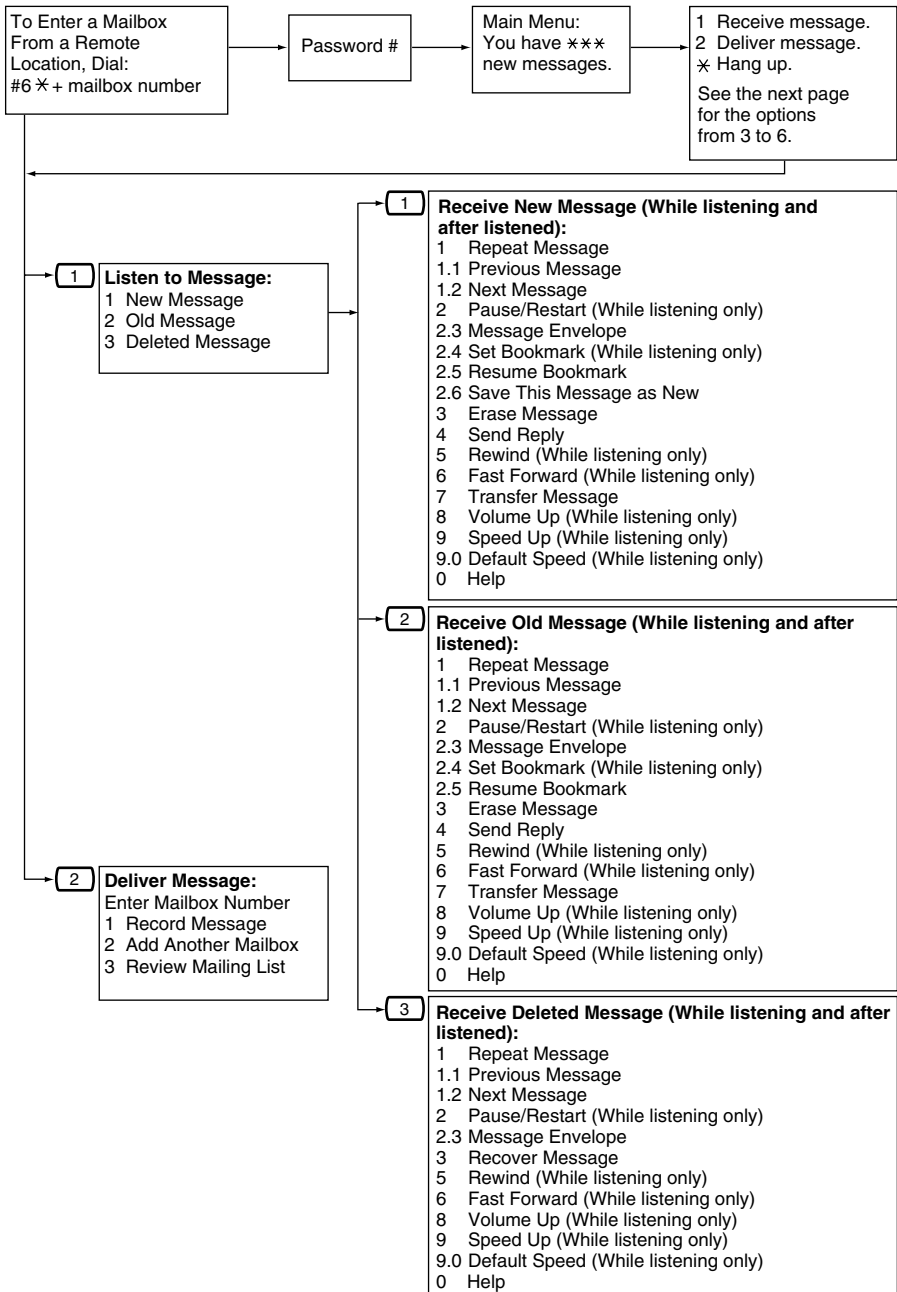 To Enter a Mailbox
From a Remote
Location, Dial:
#6 * + mailbox number
Password #
Main Menu:
You have ***
new messages.
1 Receive message.
2 Deliver message.
* Hang up.
See the next page
for the options
from 3 to 6.
1
Listen to Message:
1 New Message
2 Old Message
3 Deleted Message
1
Receive New Message (While listening and
after listened):
1 Repeat Message
1.1 Previous Message
1.2 Next Message
2 Pause/Restart (While listening only)
2.3 Message Envelope
2.4 Set Bookmark (While listening only)
2.5 Resume Bookmark
2.6 Save This Message as New
3 Erase Message
4 Send Reply
5 Rewind (While listening only)
6 Fast Forward (While listening only)
7 Transfer Message
8 Volume Up (While listening only)
9 Speed Up (While listening only)
9.0 Default Speed (While listening only)
0 Help
2
Receive Old Message (While listening and after
listened):
1 Repeat Message
1.1 Previous Message
1.2 Next Message
2 Pause/Restart (While listening only)
2.3 Message Envelope
2.4 Set Bookmark (While listening only)
2.5 Resume Bookmark
3 Erase Message
4 Send Reply
5 Rewind (While listening only)
6 Fast Forward (While listening only)
7 Transfer Message
8 Volume Up (While listening only)
9 Speed Up (While listening only)
9.0 Default Speed (While listening only)
0 Help
2
Deliver Message:
Enter Mailbox Number
1 Record Message
2 Add Another Mailbox
3 Review Mailing List
3
Receive Deleted Message (While listening and after
listened):
1 Repeat Message
1.1 Previous Message
1.2 Next Message
2 Pause/Restart (While listening only)
2.3 Message Envelope
3 Recover Message
5 Rewind (While listening only)
6 Fast Forward (While listening only)
8 Volume Up (While listening only)
9 Speed Up (While listening only)
9.0 Default Speed (While listening only)
0 Help